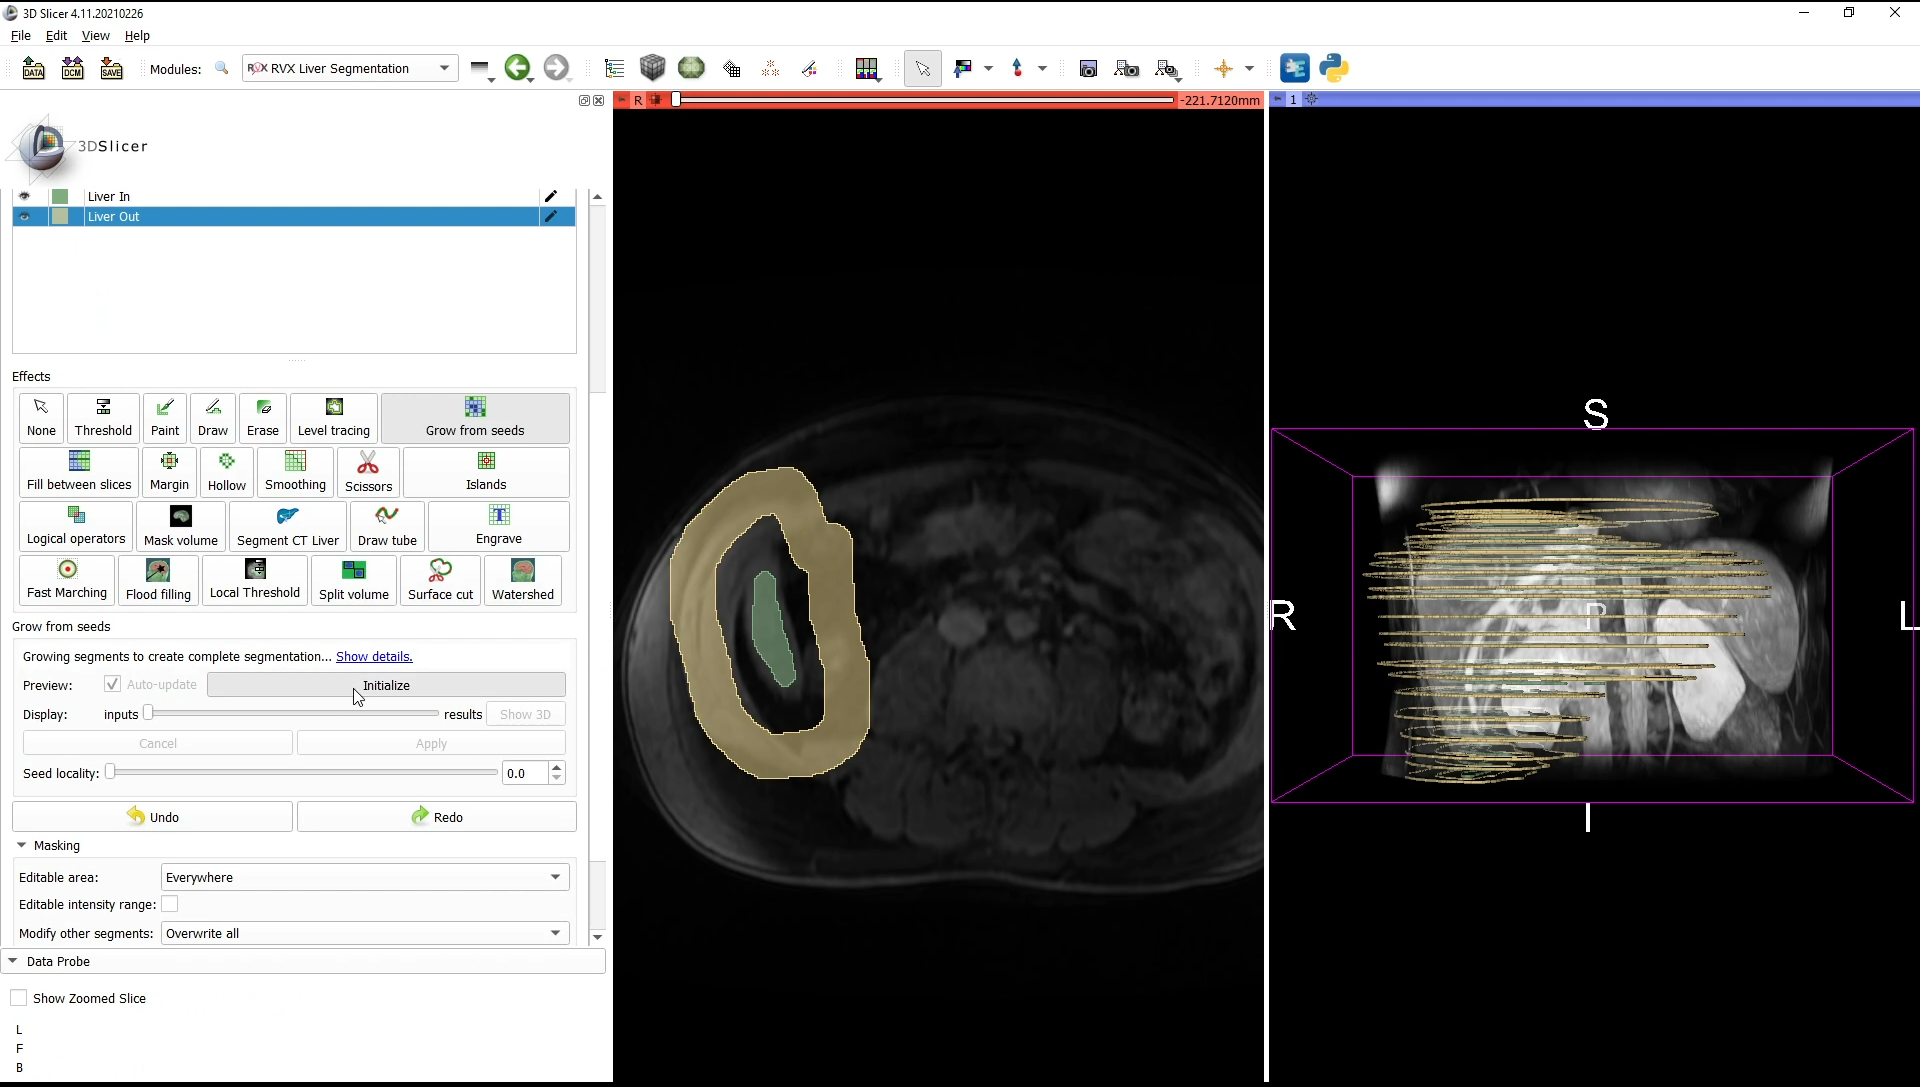 3D Slicer 4.11.20210226
File Edit View Help
DATA DCM SAVE Modules: RVX RVX Liver Segmentation
R -221.7120mm 1
3DSlicer
Liver In
Liver Out
Effects
None Threshold Paint Draw Erase Level tracing Grow from seeds
Fill between slices Margin Hollow Smoothing Scissors Islands
Logical operators Mask volume Segment CT Liver Draw tube Engrave
Fast Marching Flood filling Local Threshold Split volume Surface cut Watershed
Grow from seeds
Growing segments to create complete segmentation... Show details.
Preview: Auto-update Initialize
Display: inputs results Show 3D
Cancel Apply
Seed locality: 0.0
Undo Redo
Masking
Editable area: Everywhere
Editable intensity range:
Modify other segments: Overwrite all
Data Probe
Show Zoomed Slice
L
F
B
S
R P L
I